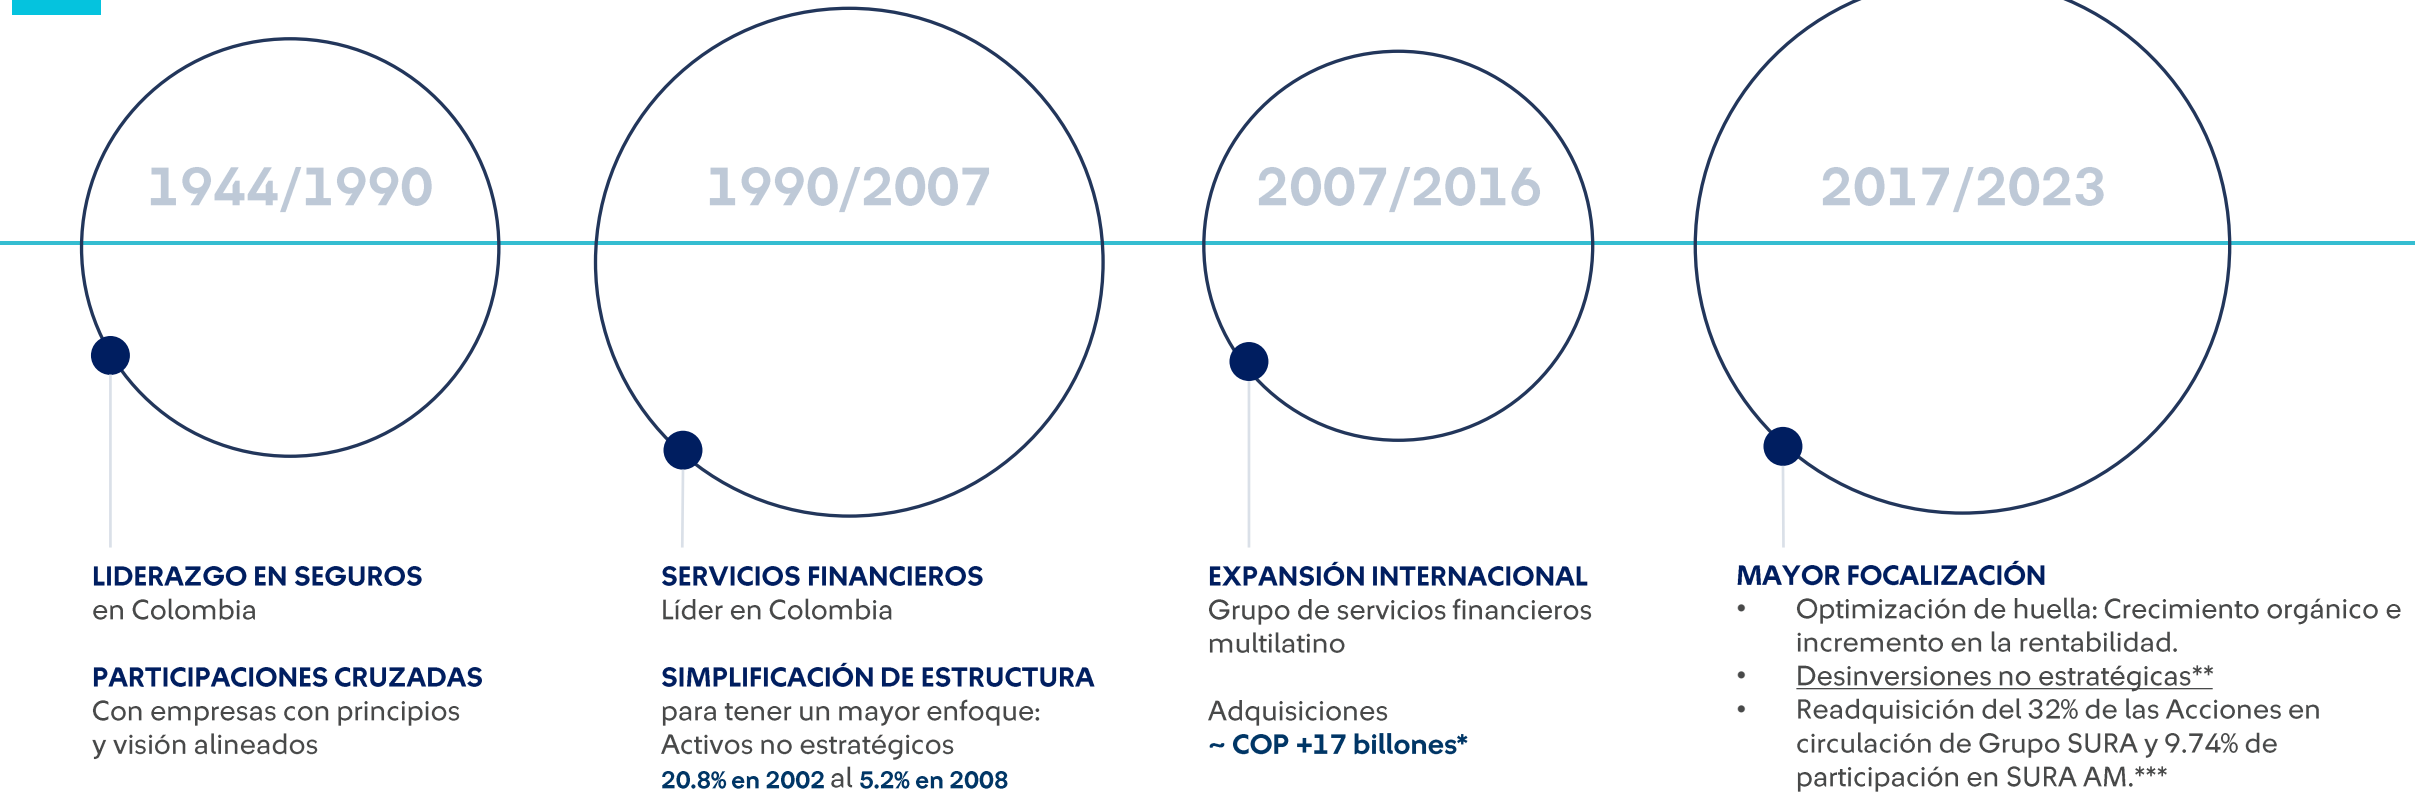 1944/1990
1990/2007
2007/2016
2017/2023
LIDERAZGO EN SEGUROS
en Colombia
PARTICIPACIONES CRUZADAS
Con empresas con principios
y visión alineados
SERVICIOS FINANCIEROS
Líder en Colombia
SIMPLIFICACIÓN DE ESTRUCTURA
para tener un mayor enfoque:
Activos no estratégicos
20.8% en 2002 al 5.2% en 2008
EXPANSIÓN INTERNACIONAL
Grupo de servicios financieros
multilatino
Adquisiciones
~ COP +17 billones*
MAYOR FOCALIZACIÓN
• Optimización de huella: Crecimiento orgánico e
incremento en la rentabilidad.
• Desinversiones no estratégicas**
• Readquisición del 32% de las Acciones en
circulación de Grupo SURA y 9.74% de
participación en SURA AM.***